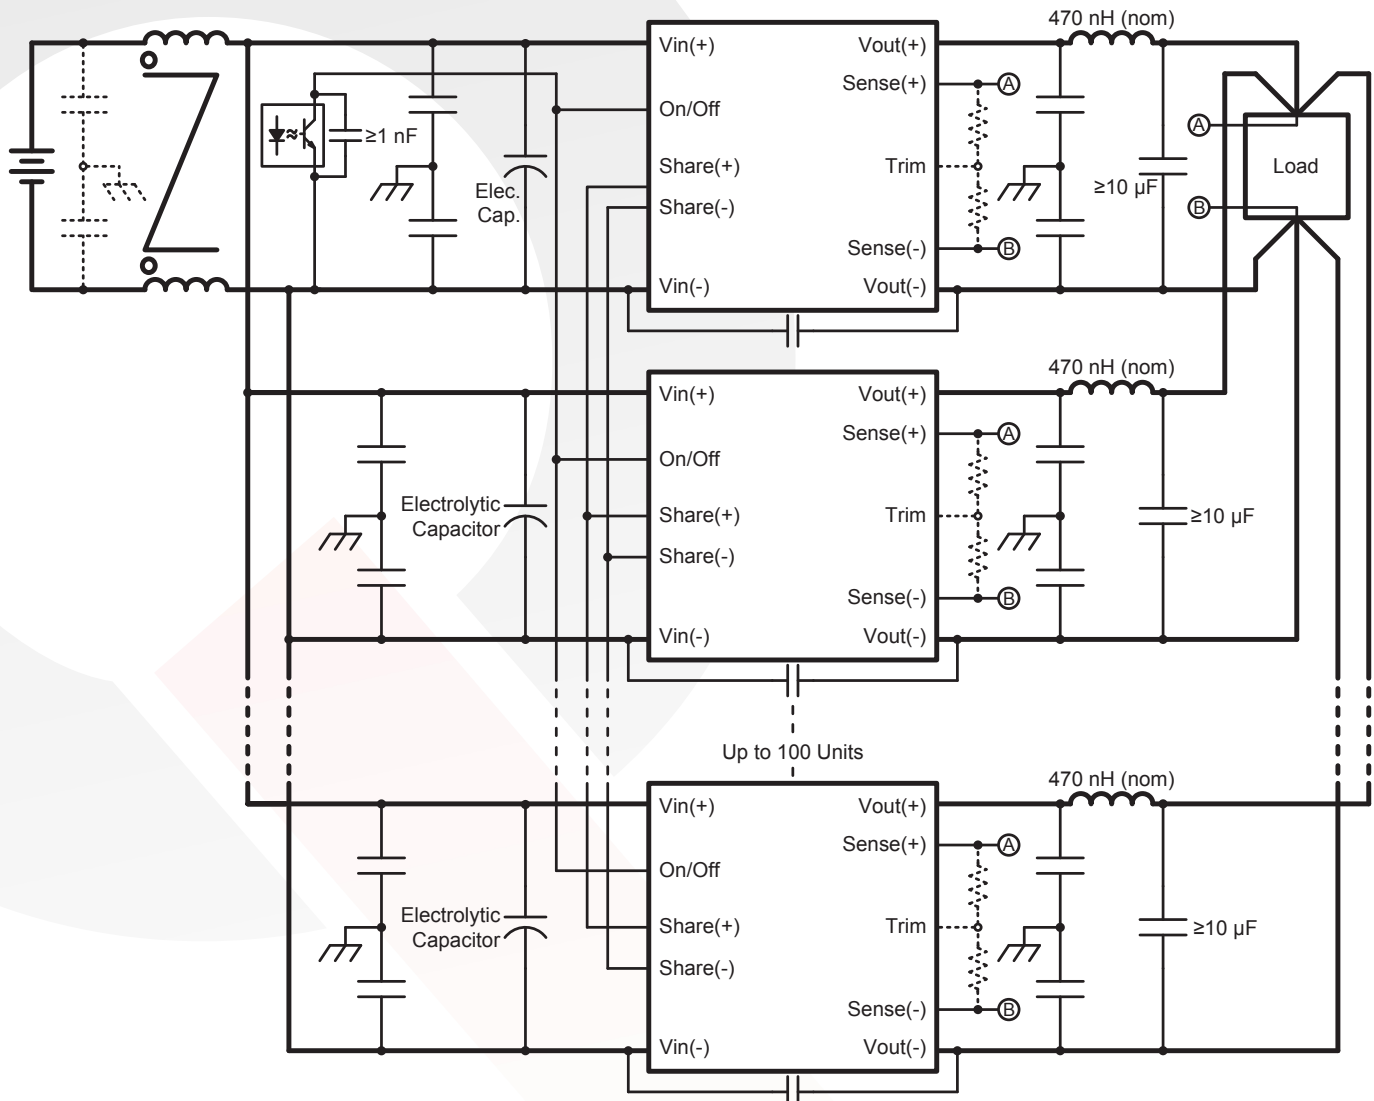 470 nH (nom)
Vin(+)
Vout(+)
Sense(+)
A
On/Off
≥1 nF
Share(+)
Trim
Elec.
Cap.
Share(-)
≥10 µF
A
Load
B
Sense(-)
B
Vin(-)
Vout(-)
470 nH (nom)
Vin(+)
Vout(+)
Sense(+)
A
On/Off
Electrolytic
Capacitor
Share(+)
Trim
≥10 µF
Share(-)
Sense(-)
B
Vin(-)
Vout(-)
Up to 100 Units
470 nH (nom)
Vin(+)
Vout(+)
Sense(+)
A
On/Off
Electrolytic
Capacitor
Share(+)
Trim
≥10 µF
Share(-)
Sense(-)
B
Vin(-)
Vout(-)